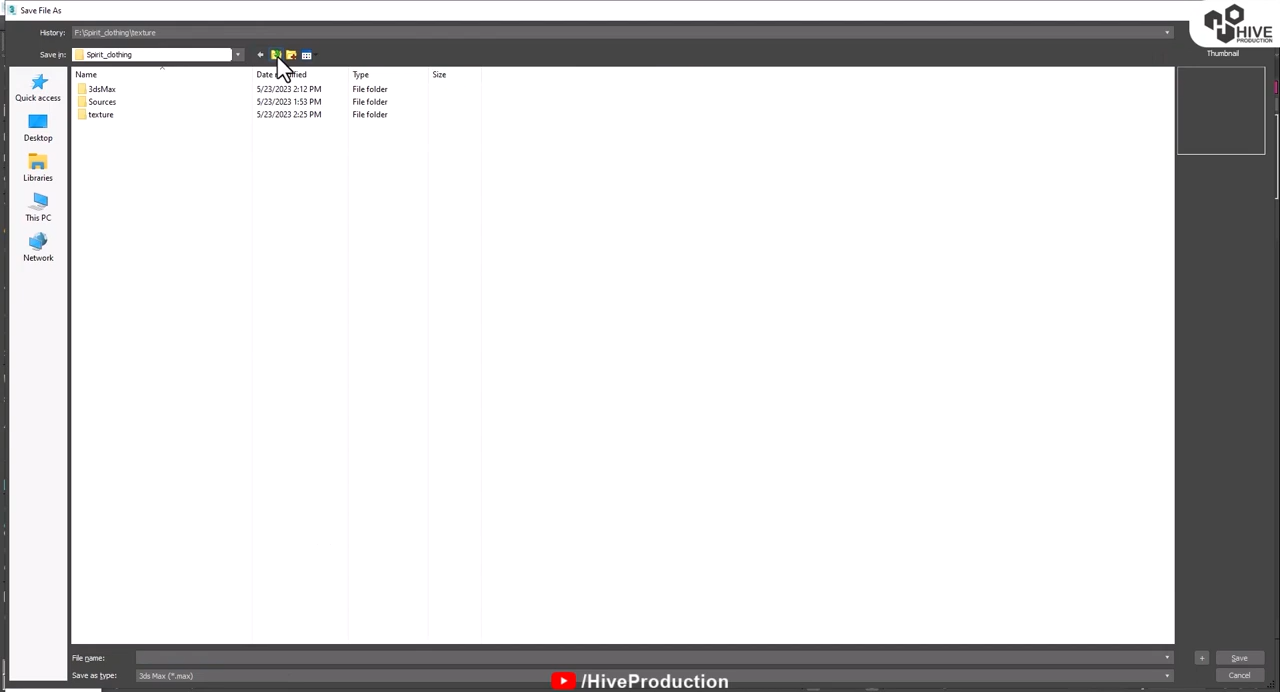 Save File As
History: F:\Spirit_clothing\texture
HIVE
PRODUCTION
Save in: Spirit_clothing
Thumbnail
Name Date modified Type Size
3dsMax 5/23/2023 2:12 PM File folder
Sources 5/23/2023 1:53 PM File folder
texture 5/23/2023 2:25 PM File folder
Quick access
Desktop
Libraries
This PC
Network
File name: + Save
Save as type: 3ds Max (*.max) Cancel
/HiveProduction